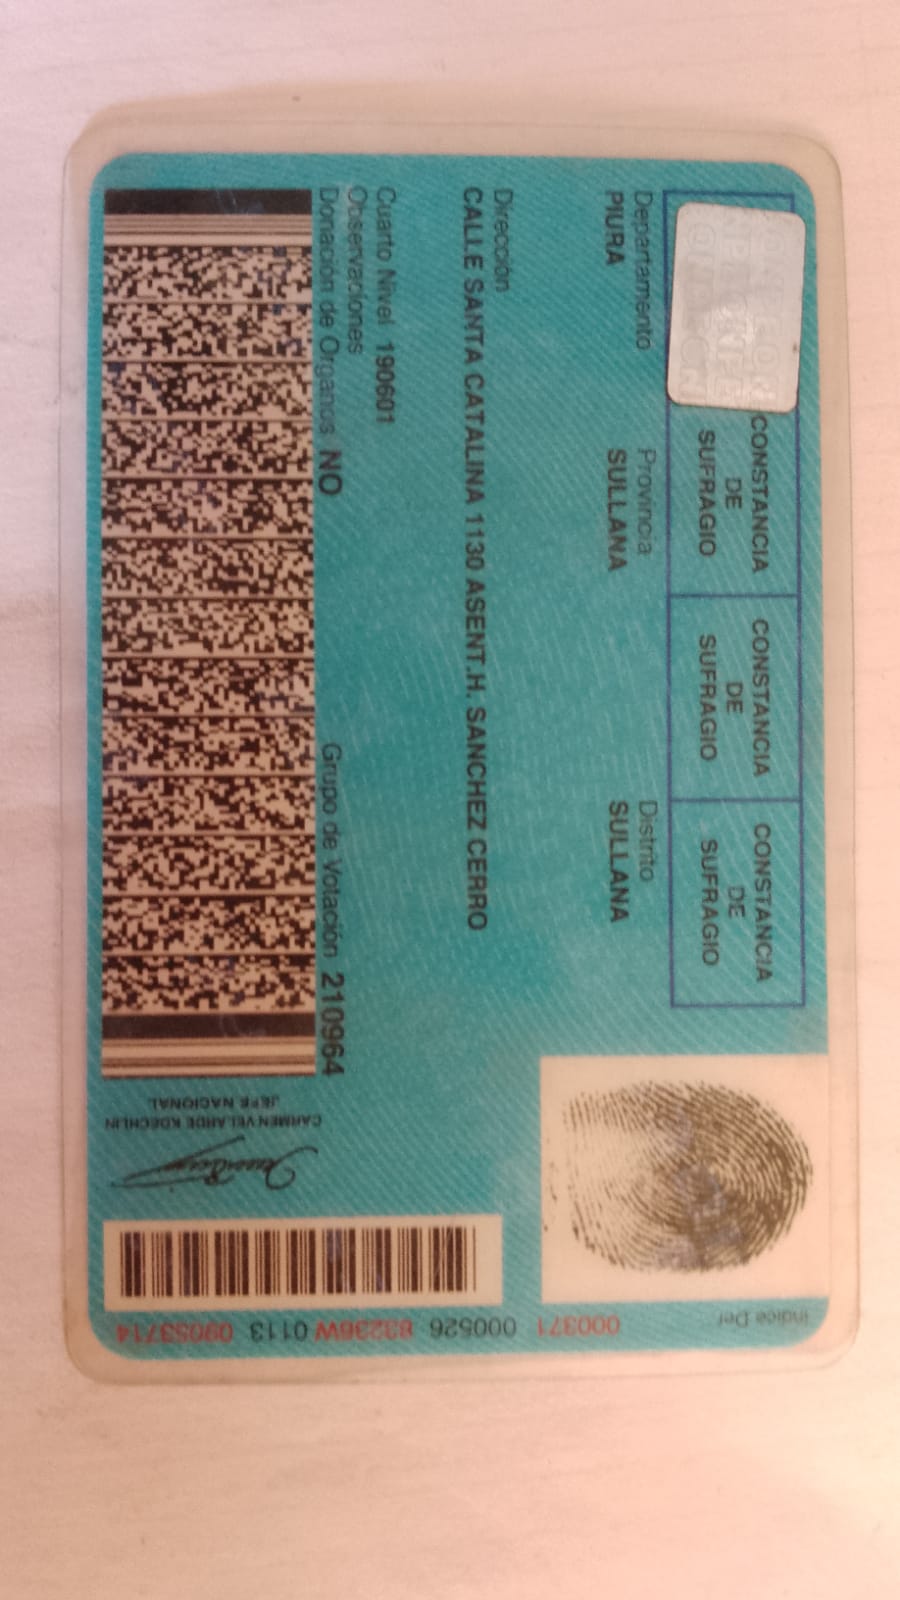 CONSTANCIA CONSTANCIA CONSTANCIA
DE DE DE
SUFRAGIO SUFRAGIO SUFRAGIO
Departamento Provincia Distrito
PIURA SULLANA SULLANA
Dirección
CALLE SANTA CATALINA 1130 ASENT.H. SANCHEZ CERRO
Cuarto Nivel 190601
Observaciones
Donación de Organos NO Grupo de Votación 210964
Indice Der
CARMEN VELARDE KOECHLIN
JEFE NACIONAL
000371 000526 83236W 0113 09053714